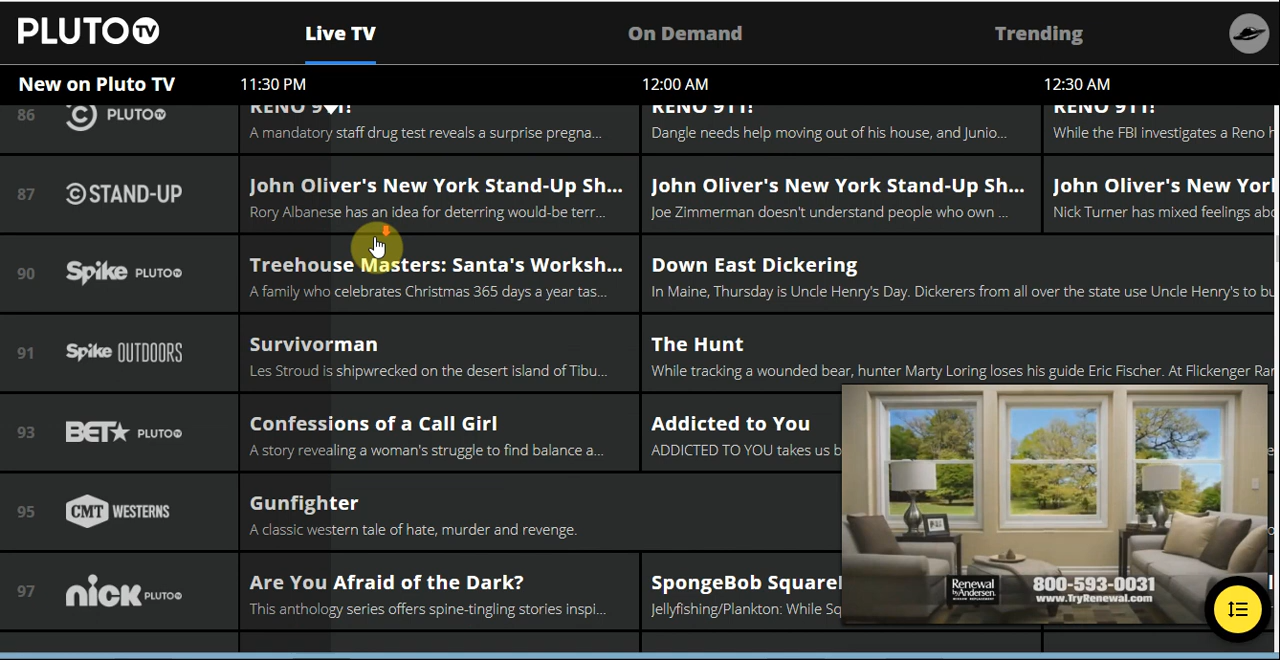 PLUTO TV
Live TV
On Demand
Trending
New on Pluto TV
11:30 PM
12:00 AM
12:30 AM
86
PLUTO TV
RENO 911!
A mandatory staff drug test reveals a surprise pregna...
RENO 911!
Dangle needs help moving out of his house, and Junio...
RENO 911!
While the FBI investigates a Reno h
87
STAND-UP
John Oliver's New York Stand-Up Sh...
Rory Albanese has an idea for deterring would-be terr...
John Oliver's New York Stand-Up Sh...
Joe Zimmerman doesn't understand people who own ...
John Oliver's New Yorl
Nick Turner has mixed feelings abo
90
Spike PLUTO TV
Treehouse Masters: Santa's Worksh...
A family who celebrates Christmas 365 days a year tas...
Down East Dickering
In Maine, Thursday is Uncle Henry's Day. Dickerers from all over the state use Uncle Henry's to bu
91
Spike OUTDOORS
Survivorman
Les Stroud is shipwrecked on the desert island of Tibu...
The Hunt
While tracking a wounded bear, hunter Marty Loring loses his guide Eric Fischer. At Flickenger Rar
93
BET★ PLUTO TV
Confessions of a Call Girl
A story revealing a woman's struggle to find balance a...
Addicted to You
ADDICTED TO YOU takes us b
95
CMT WESTERNS
Gunfighter
A classic western tale of hate, murder and revenge.
97
nick PLUTO TV
Are You Afraid of the Dark?
This anthology series offers spine-tingling stories inspi...
SpongeBob Squarel
Jellyfishing/Plankton: While Sq
Renewal
by Andersen.
800-593-0031
www.TryRenewal.com